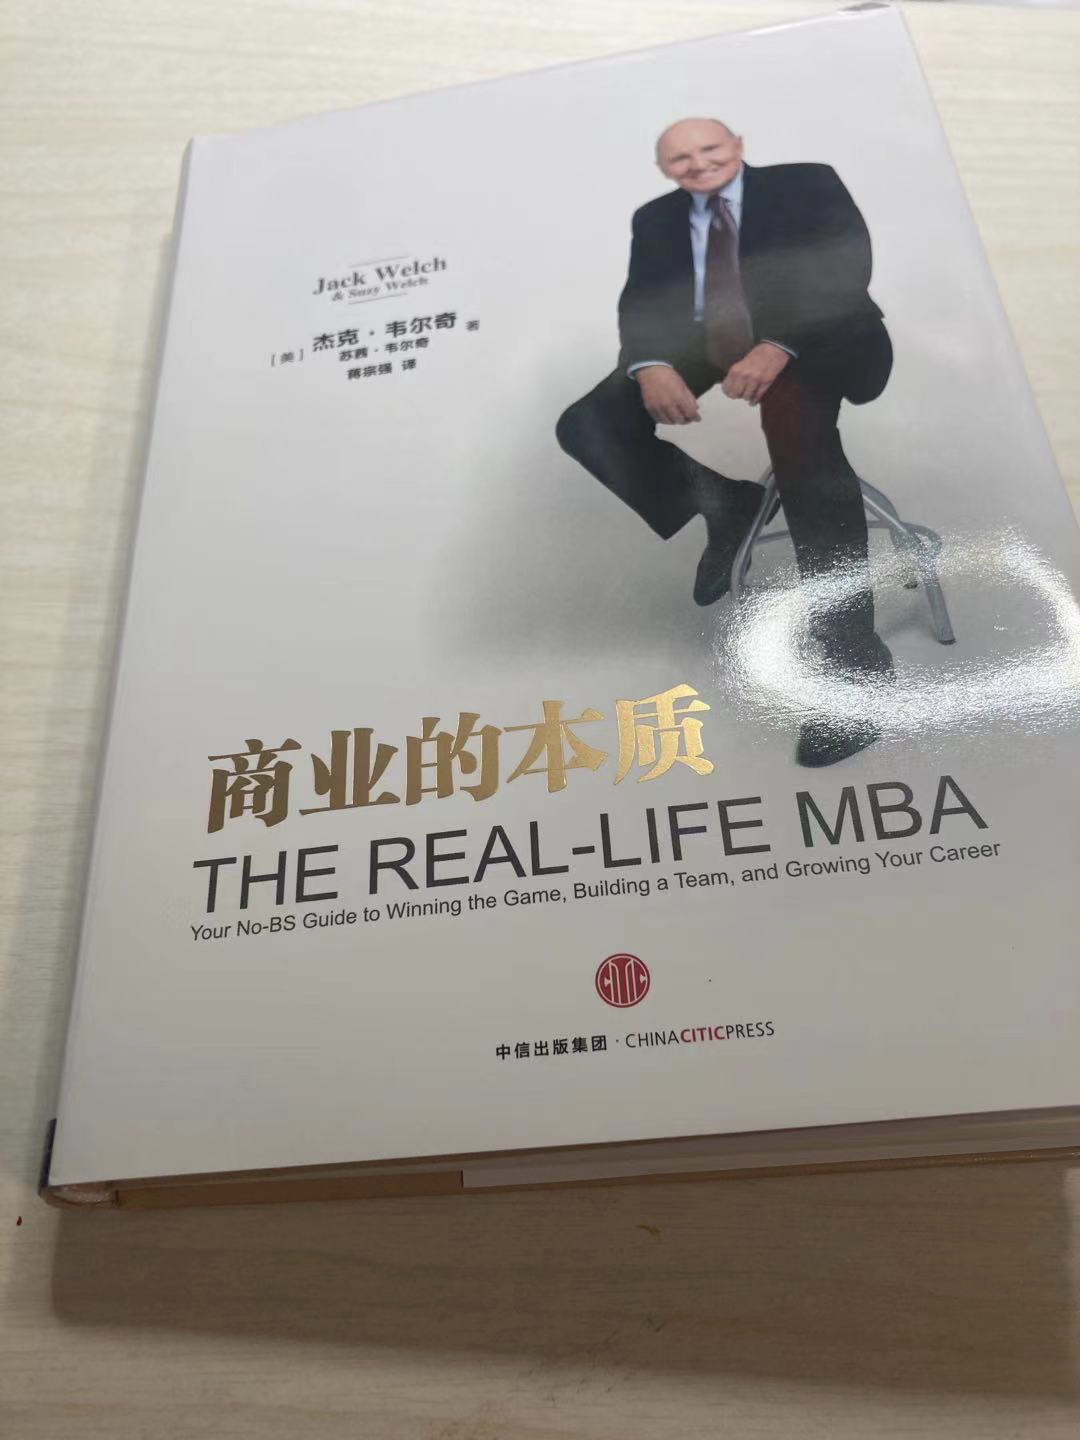 Jack Welch
& Suzy Welch
[美] 杰克·韦尔奇 著
苏茜·韦尔奇
蒋宗强 译
商业的本质
THE REAL-LIFE MBA
Your No-BS Guide to Winning the Game, Building a Team, and Growing Your Career
中信出版集团·CHINACITICPRESS